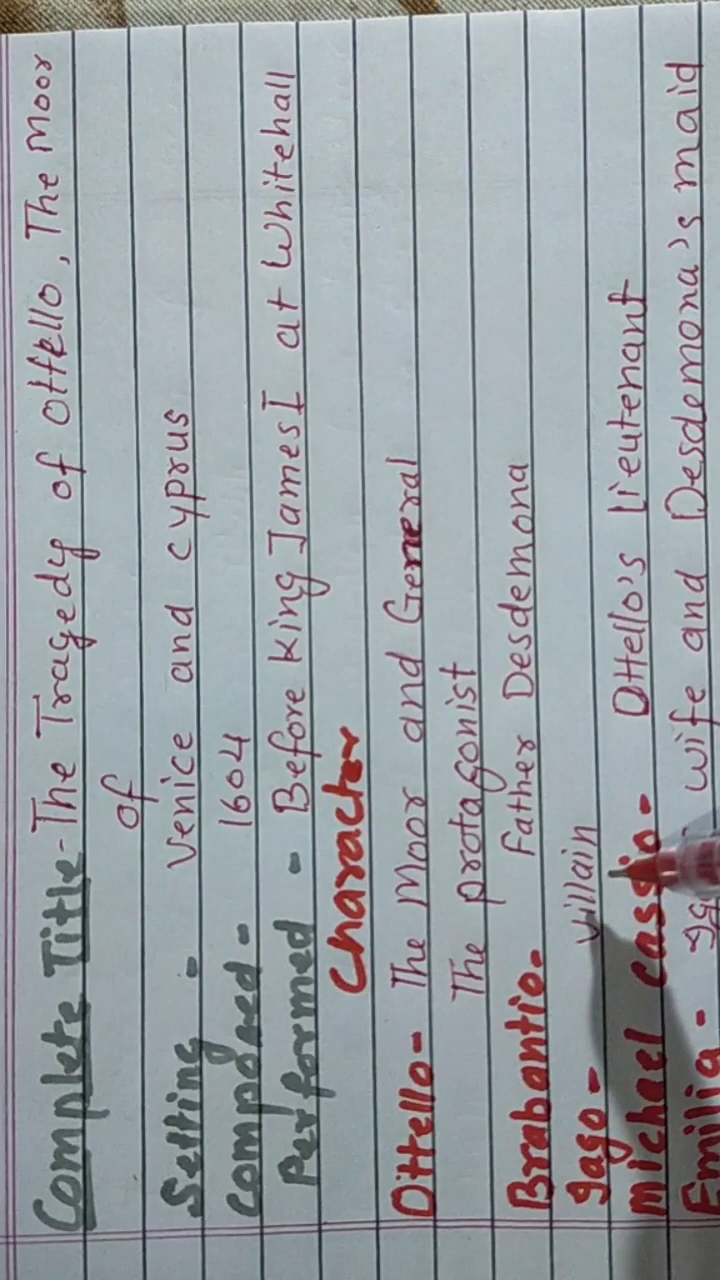 Complete Title - The Tragedy of Othello, The Moor
of
Setting - Venice and Cyprus
Composed - 1604
Performed - Before King James I at Whitehall
Character
Ottello - The Moor and General
The protagonist
Brabantio - Father Desdemona
Iago - Villain
Michael Cassio - Ottello's lieutenant
Emilia - wife and Desdemona's maid